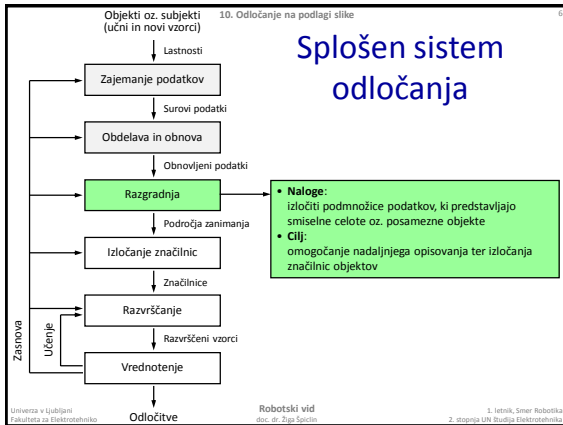 Objekti oz. subjekti
(učni in novi vzorci)
10. Odločanje na podlagi slike
6
Splošen sistem
odločanja
Lastnosti
Zajemanje podatkov
Surovi podatki
Obdelava in obnova
Obnovljeni podatki
Razgradnja
• Naloge:
izločiti podmnožice podatkov, ki predstavljajo
smiselne celote oz. posamezne objekte
• Cilj:
omogočanje nadaljnjega opisovanja ter izločanja
značilnic objektov
Področja zanimanja
Izločanje značilnic
Značilnice
Razvrščanje
Zasnova
Učenje
Razvrščeni vzorci
Vrednotenje
Odločitve
Univerza v Ljubljani
Fakulteta za Elektrotehniko
Robotski vid
doc. dr. Žiga Špiclin
1. letnik, Smer Robotika
2. stopnja UN študija Elektrotehnika